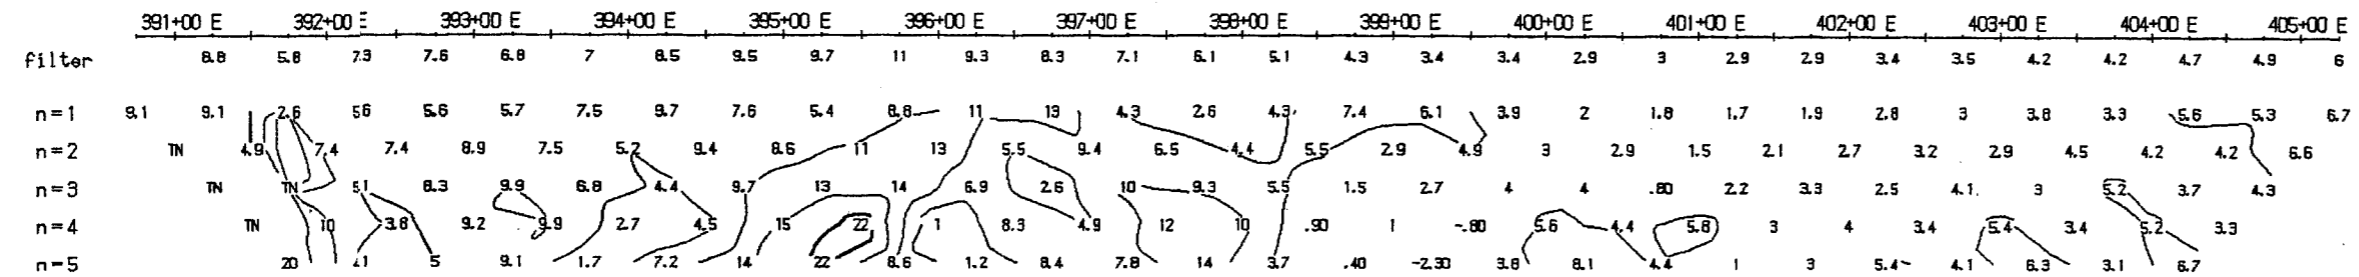 391+00 E 392+00 E 393+00 E 394+00 E 395+00 E 396+00 E 397+00 E 398+00 E 399+00 E 400+00 E 401+00 E 402+00 E 403+00 E 404+00 E 405+00 E
filter 8.8 5.8 7.3 7.6 6.8 7 8.5 9.5 9.7 11 9.3 8.3 7.1 6.1 5.1 4.3 3.4 3.4 2.9 3 2.9 2.9 3.4 3.5 4.2 4.2 4.7 4.9 6
n=1 9.1 9.1 2.6 5.6 5.6 5.7 7.5 9.7 7.6 5.4 8.8 11 13 4.3 2.6 4.3 7.4 6.1 3.9 2 1.8 1.7 1.9 2.8 3 3.8 3.3 5.6 5.3 6.7
n=2 TN 4.9 7.4 7.4 8.9 7.5 5.2 9.4 8.6 11 13 5.5 9.4 6.5 4.4 5.5 2.9 4.9 3 2.9 1.5 2.1 2.7 3.2 2.9 4.5 4.2 4.2 6.6
n=3 TN TN 5.1 8.3 9.9 6.8 4.4 9.7 13 14 6.9 2.6 10 9.3 5.5 1.5 2.7 4 4 .80 2.2 3.3 2.5 4.1 3 5.2 3.7 4.3
n=4 TN 10 3.8 9.2 9.9 2.7 4.5 15 22 1 8.3 4.9 12 10 .90 1 -.80 5.6 4.4 5.8 3 4 3.4 5.4 3.4 5.2 3.3
n=5 20 5 9.1 1.7 7.2 14 22 8.6 1.2 8.4 7.8 14 3.7 .40 -2.30 3.8 8.1 4.4 1 3 5.4 4.1 6.3 3.1 6.7